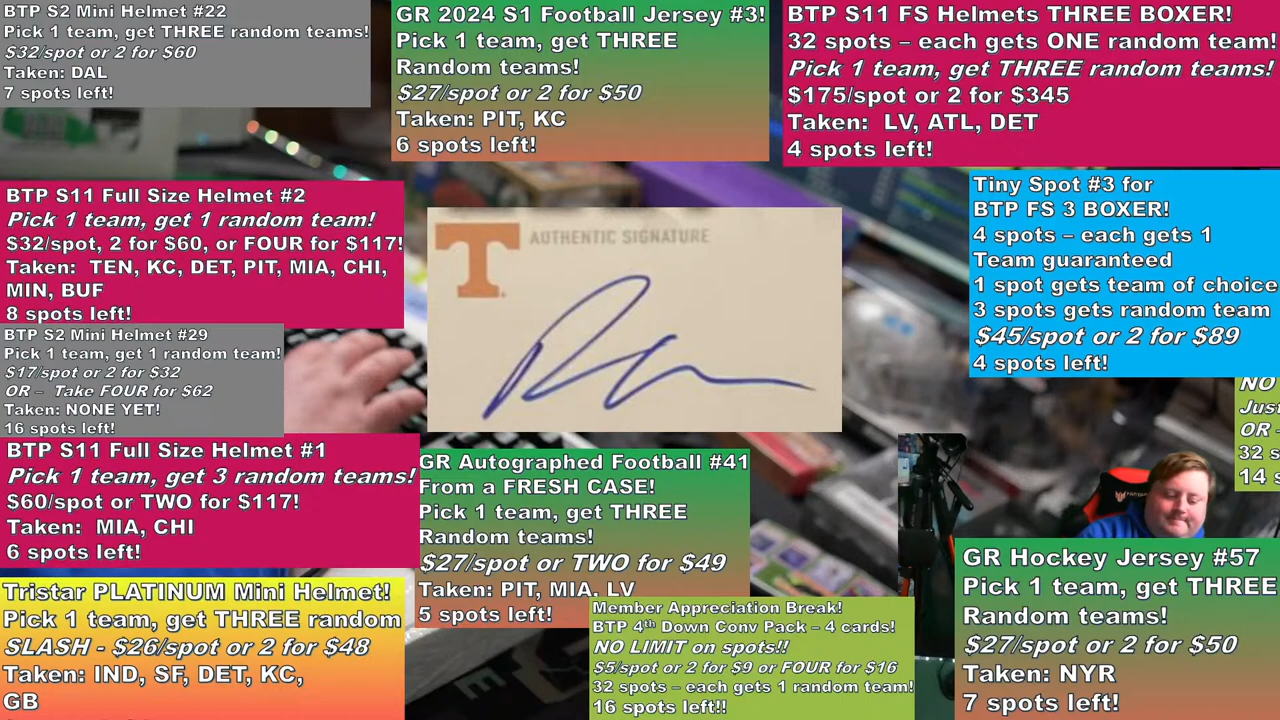 BTP S2 Mini Helmet #22
Pick 1 team, get THREE random teams!
$32/spot or 2 for $60
Taken: DAL
7 spots left!
GR 2024 S1 Football Jersey #3!
Pick 1 team, get THREE
Random teams!
$27/spot or 2 for $50
Taken: PIT, KC
6 spots left!
BTP S11 FS Helmets THREE BOXER!
32 spots – each gets ONE random team!
Pick 1 team, get THREE random teams!
$175/spot or 2 for $345
Taken: LV, ATL, DET
4 spots left!
BTP S11 Full Size Helmet #2
Pick 1 team, get 1 random team!
$32/spot, 2 for $60, or FOUR for $117!
Taken: TEN, KC, DET, PIT, MIA, CHI,
MIN, BUF
8 spots left!
T
AUTHENTIC SIGNATURE
Tiny Spot #3 for
BTP FS 3 BOXER!
4 spots – each gets 1
Team guaranteed
1 spot gets team of choice
3 spots gets random team
$45/spot or 2 for $89
4 spots left!
BTP S2 Mini Helmet #29
Pick 1 team, get 1 random team!
$17/spot or 2 for $32
OR – Take FOUR for $62
Taken: NONE YET!
16 spots left!
NO
Just
OR -
32 s
14 s
BTP S11 Full Size Helmet #1
Pick 1 team, get 3 random teams!
$60/spot or TWO for $117!
Taken: MIA, CHI
6 spots left!
GR Autographed Football #41
From a FRESH CASE!
Pick 1 team, get THREE
Random teams!
$27/spot or TWO for $49
Taken: PIT, MIA, LV
5 spots left!
Tristar PLATINUM Mini Helmet!
Pick 1 team, get THREE random
SLASH - $26/spot or 2 for $48
Taken: IND, SF, DET, KC,
GB
Member Appreciation Break!
BTP 4th Down Conv Pack – 4 cards!
NO LIMIT on spots!!
$5/spot or 2 for $9 or FOUR for $16
32 spots – each gets 1 random team!
16 spots left!!
GR Hockey Jersey #57
Pick 1 team, get THREE
Random teams!
$27/spot or 2 for $50
Taken: NYR
7 spots left!